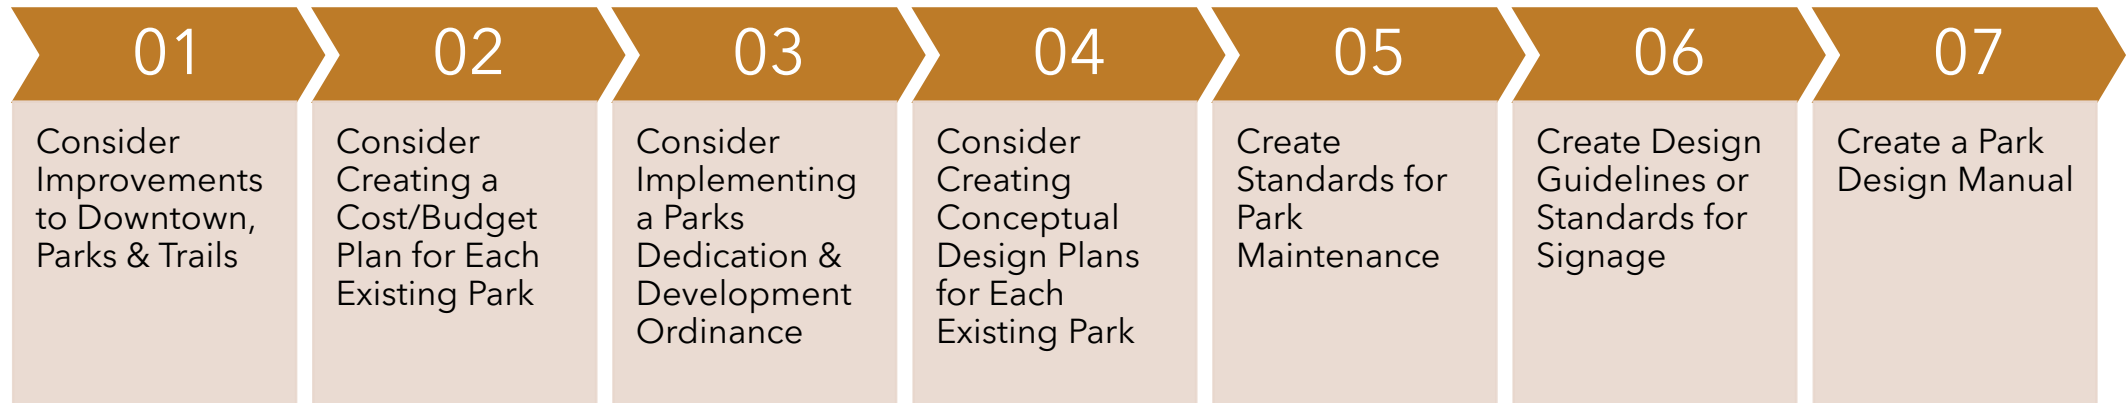 01
Consider
Improvements
to Downtown,
Parks & Trails
02
Consider
Creating a
Cost/Budget
Plan for Each
Existing Park
03
Consider
Implementing
a Parks
Dedication &
Development
Ordinance
04
Consider
Creating
Conceptual
Design Plans
for Each
Existing Park
05
Create
Standards for
Park
Maintenance
06
Create Design
Guidelines or
Standards for
Signage
07
Create a Park
Design Manual